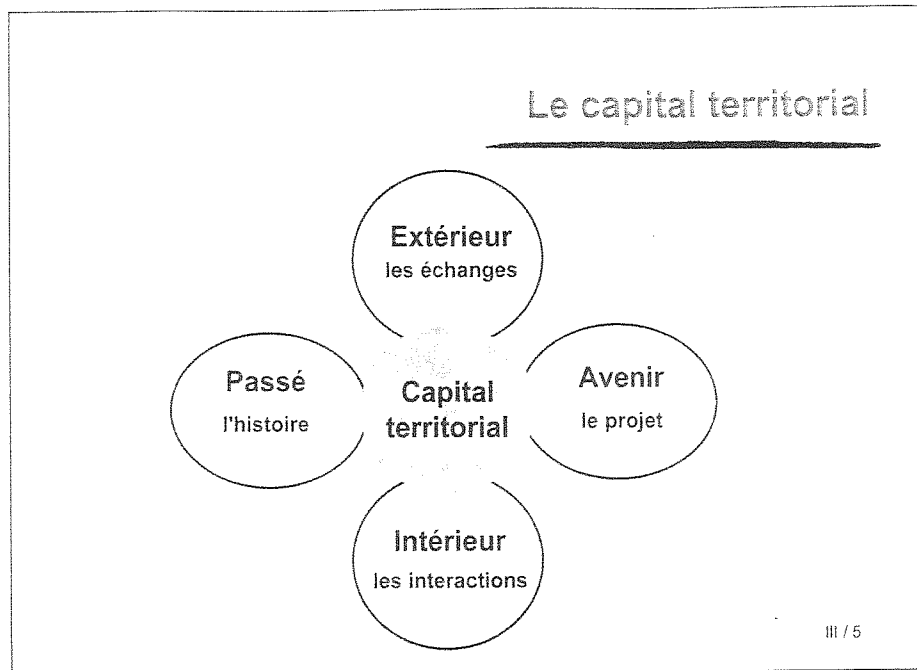 Le capital territorial
Extérieur
les échanges
Passé
l'histoire
Capital
territorial
Avenir
le projet
Intérieur
les interactions
III / 5